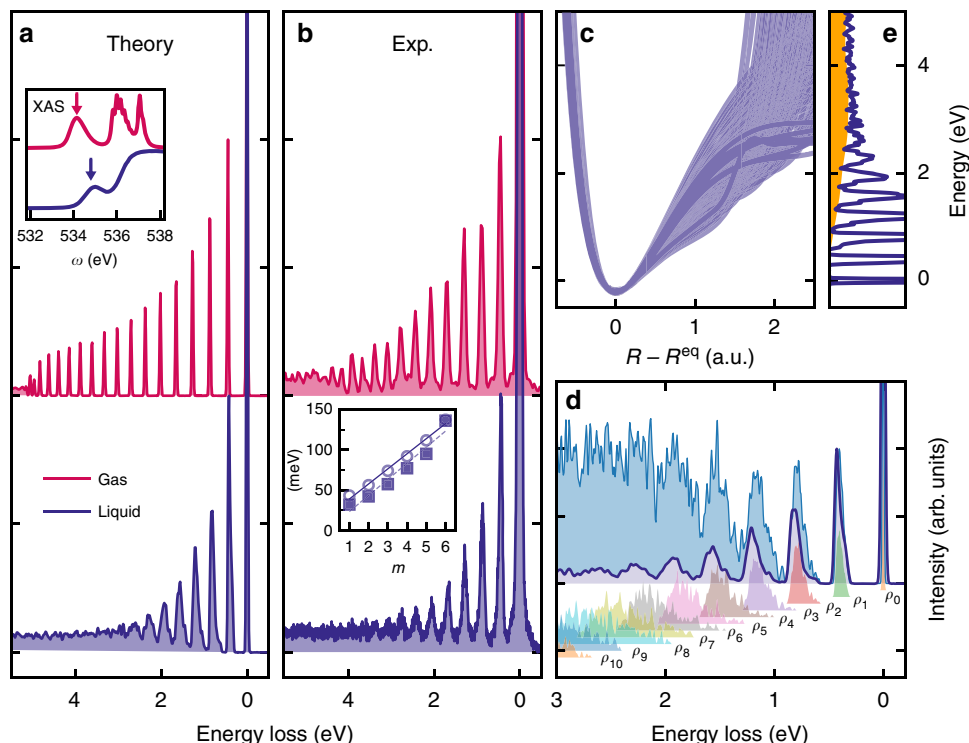 a
Theory
XAS
532 534 536 538
ω (eV)
Gas
Liquid
4 2 0
Energy loss (eV)
b
Exp.
150
100
50
0
(meV)
1 2 3 4 5 6
m
4 2 0
Energy loss (eV)
c
0 1 2
R – R^eq (a.u.)
e
4
2
0
Energy (eV)
d
ρ0
ρ1
ρ2
ρ3
ρ4
ρ5
ρ6
ρ7
ρ8
ρ9
ρ10
Intensity (arb. units)
3 2 1 0
Energy loss (eV)